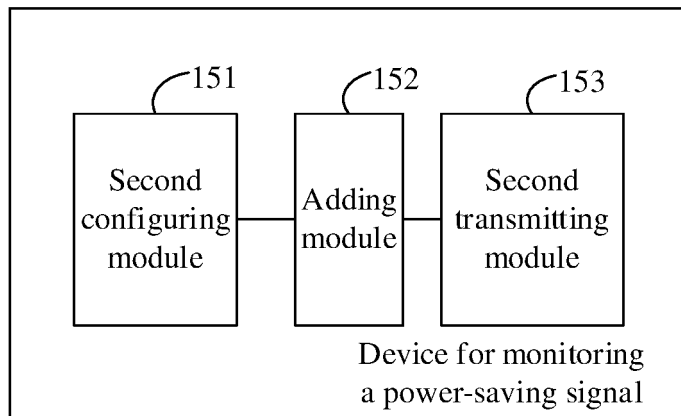 151
152
153
Second
configuring
module
Adding
module
Second
transmitting
module
Device for monitoring
a power-saving signal